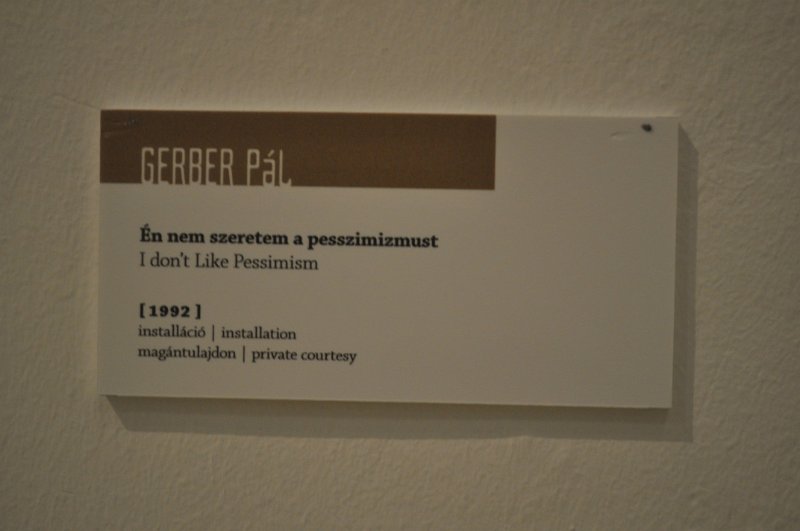 GERBER Pál
Én nem szeretem a pesszimizmust
I don't Like Pessimism
[ 1992 ]
installáció | installation
magántulajdon | private courtesy